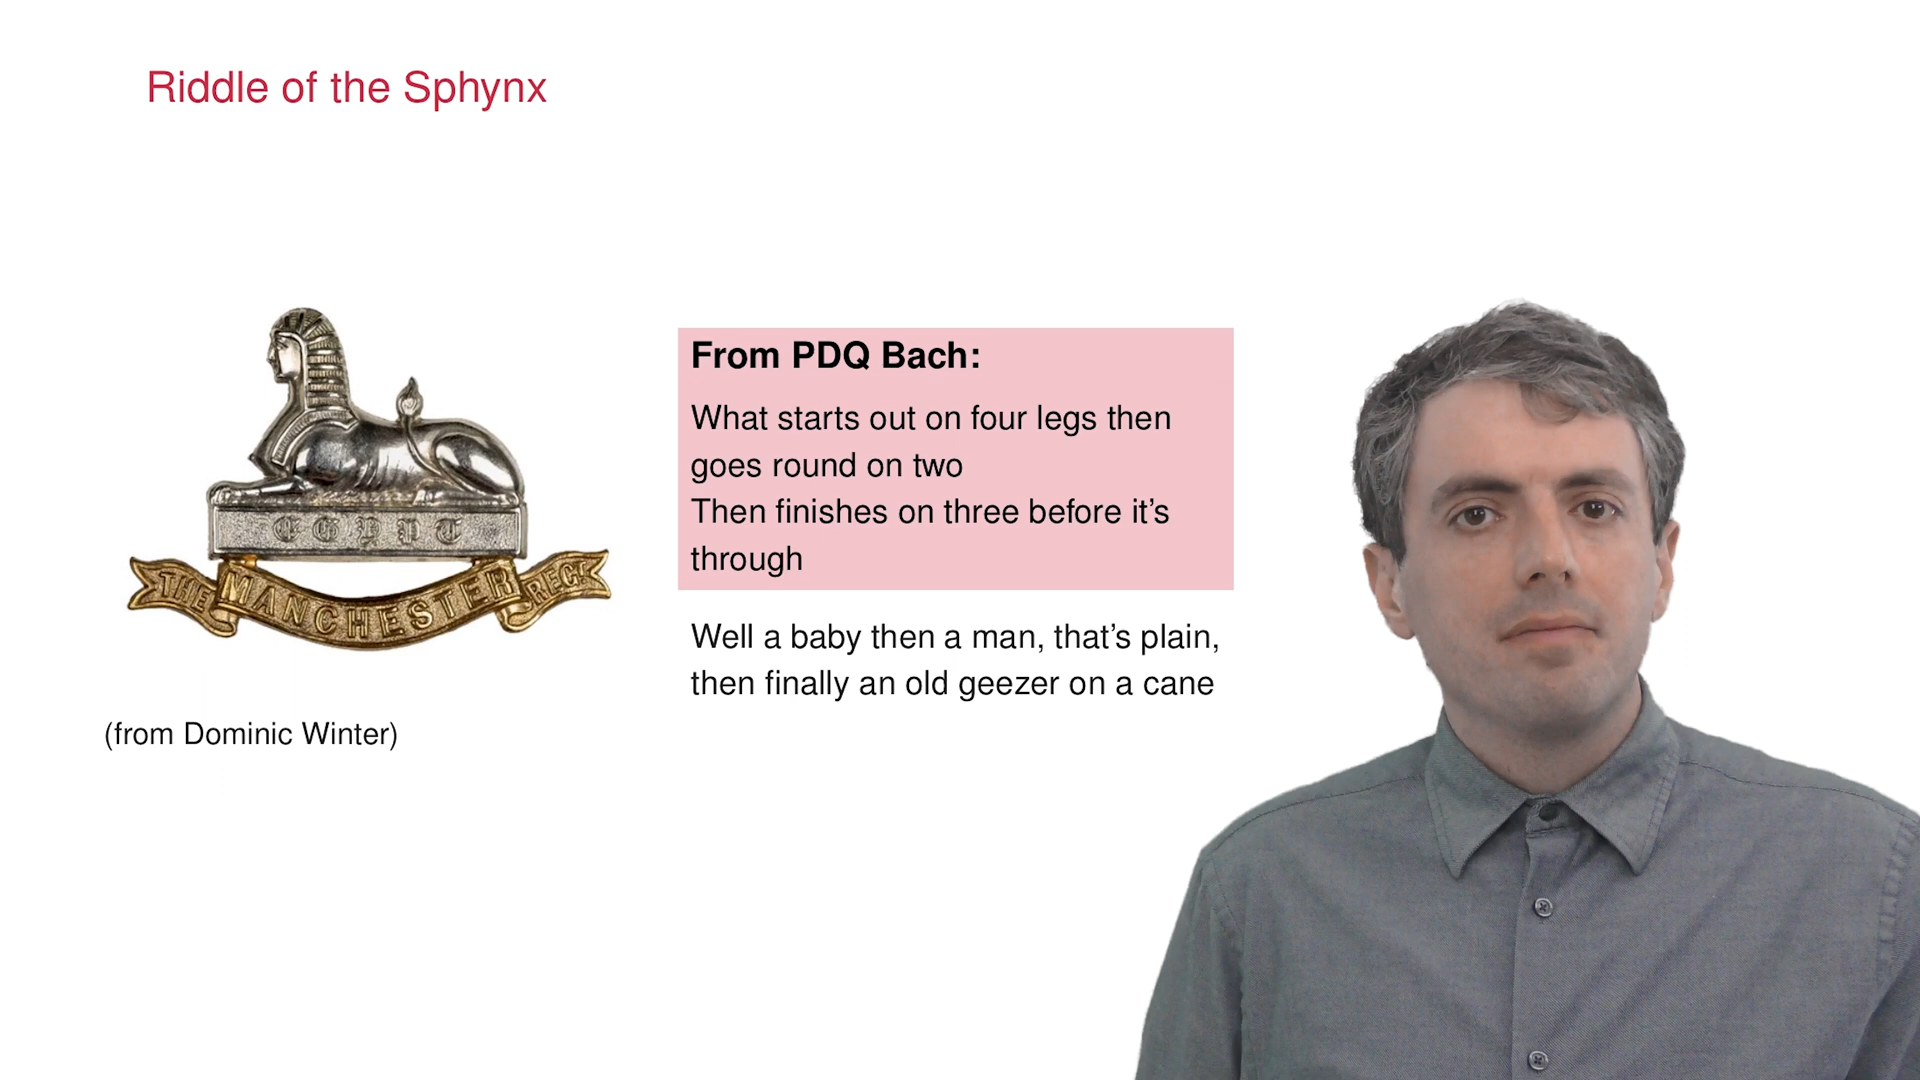 Riddle of the Sphynx
EGYPT
THE MANCHESTER REGT
From PDQ Bach:
What starts out on four legs then
goes round on two
Then finishes on three before it's
through
Well a baby then a man, that's plain,
then finally an old geezer on a cane
(from Dominic Winter)